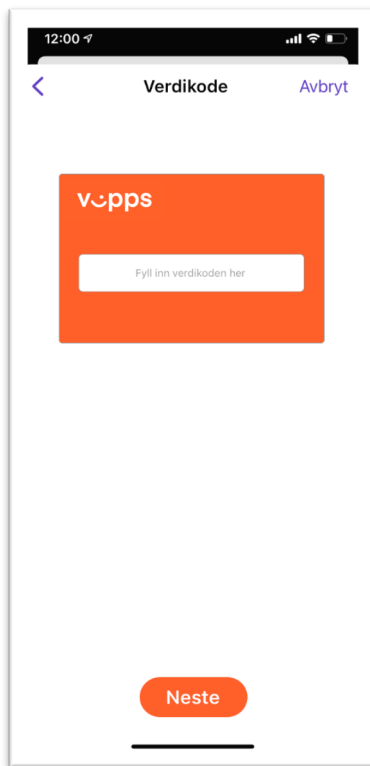 12:00
Verdikode
Avbryt
vipps
Fyll inn verdikoden her
Neste